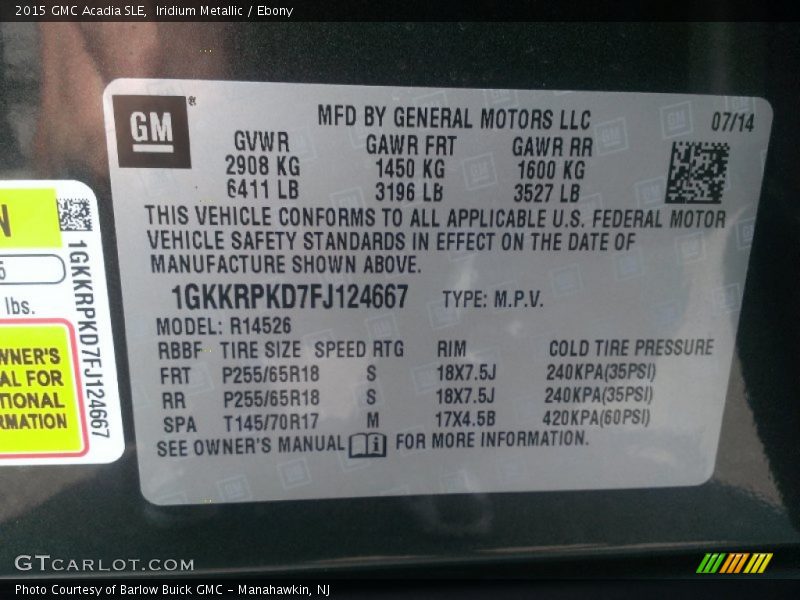 2015 GMC Acadia SLE, Iridium Metallic / Ebony
GM ®
MFD BY GENERAL MOTORS LLC
07/14
GVWR GAWR FRT GAWR RR
2908 KG 1450 KG 1600 KG
6411 LB 3196 LB 3527 LB
THIS VEHICLE CONFORMS TO ALL APPLICABLE U.S. FEDERAL MOTOR
VEHICLE SAFETY STANDARDS IN EFFECT ON THE DATE OF
MANUFACTURE SHOWN ABOVE.
1GKKRPKD7FJ124667 TYPE: M.P.V.
MODEL: R14526
RBBF TIRE SIZE SPEED RTG RIM COLD TIRE PRESSURE
FRT P255/65R18 S 18X7.5J 240KPA(35PSI)
RR P255/65R18 S 18X7.5J 240KPA(35PSI)
SPA T145/70R17 M 17X4.5B 420KPA(60PSI)
SEE OWNER'S MANUAL i FOR MORE INFORMATION.
N
5
lbs.
WNER'S
AL FOR
TIONAL
RMATION
1GKKRPKD7FJ124667
GTCARLOT.COM
Photo Courtesy of Barlow Buick GMC - Manahawkin, NJ